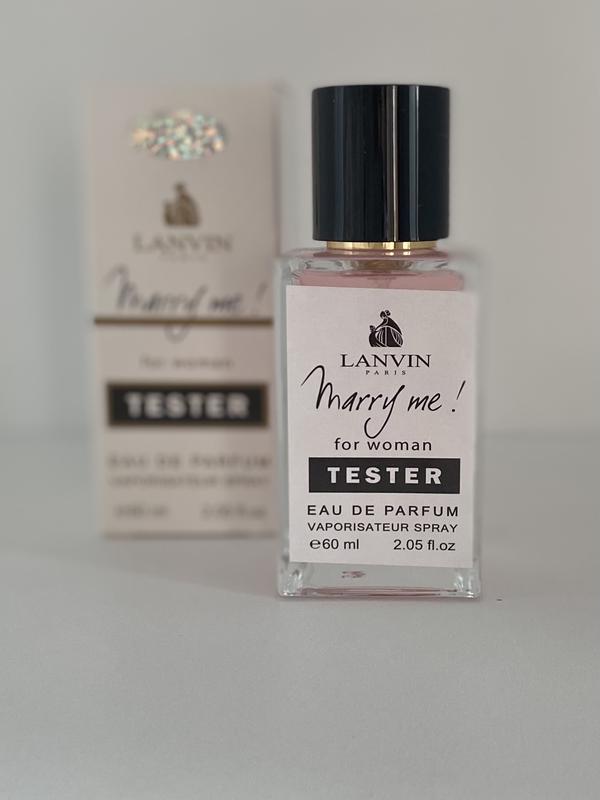 LANVIN
PARIS
Marry me!
for woman
TESTER
EAU DE PARFUM
VAPORISATEUR SPRAY
LANVIN
PARIS
Marry me !
for woman
TESTER
EAU DE PARFUM
VAPORISATEUR SPRAY
℮60 ml 2.05 fl.oz